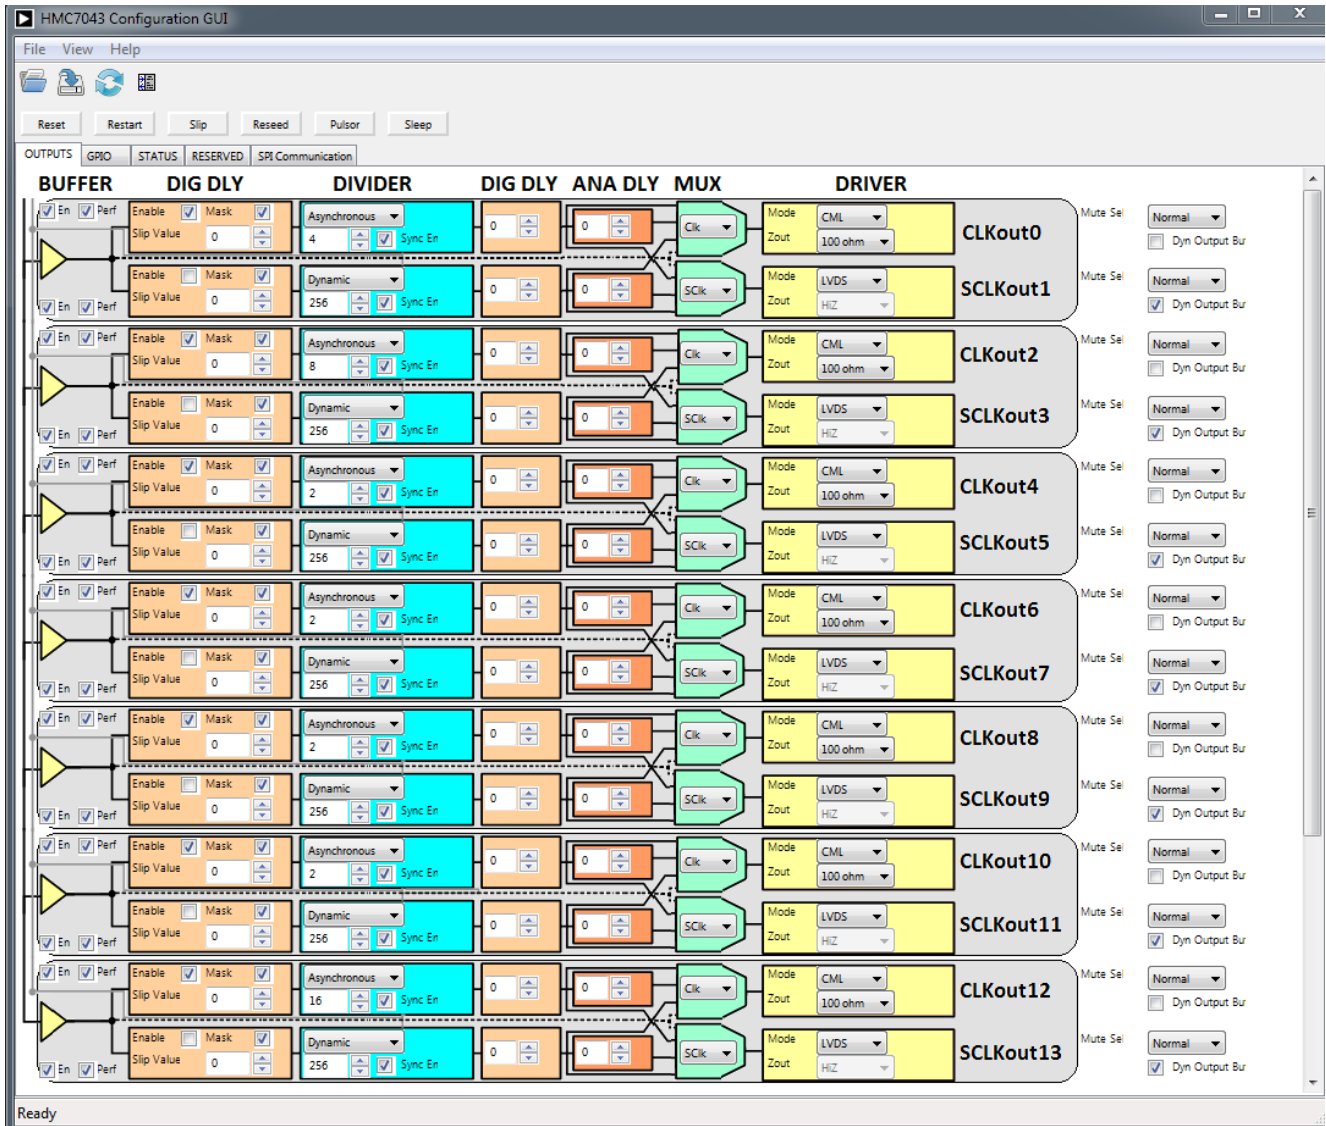 HMC7043 Configuration GUI
File View Help
Reset Restart Slip Reseed Pulsor Sleep
OUTPUTS GPIO STATUS RESERVED SPI Communication
BUFFER DIG DLY DIVIDER DIG DLY ANA DLY MUX DRIVER
En Perf Enable Mask Asynchronous 0 0 Clk Mode CML CLKout0 Mute Sel Normal
Slip Value 0 4 Sync En Zout 100 ohm Dyn Output Bur
Enable Mask Dynamic 0 0 SClk Mode LVDS SCLKout1 Mute Sel Normal
En Perf Slip Value 0 256 Sync En Zout HiZ Dyn Output Bur
En Perf Enable Mask Asynchronous 0 0 Clk Mode CML CLKout2 Mute Sel Normal
Slip Value 0 8 Sync En Zout 100 ohm Dyn Output Bur
Enable Mask Dynamic 0 0 SClk Mode LVDS SCLKout3 Mute Sel Normal
En Perf Slip Value 0 256 Sync En Zout HiZ Dyn Output Bur
En Perf Enable Mask Asynchronous 0 0 Clk Mode CML CLKout4 Mute Sel Normal
Slip Value 0 2 Sync En Zout 100 ohm Dyn Output Bur
Enable Mask Dynamic 0 0 SClk Mode LVDS SCLKout5 Mute Sel Normal
En Perf Slip Value 0 256 Sync En Zout HiZ Dyn Output Bur
En Perf Enable Mask Asynchronous 0 0 Clk Mode CML CLKout6 Mute Sel Normal
Slip Value 0 2 Sync En Zout 100 ohm Dyn Output Bur
Enable Mask Dynamic 0 0 SClk Mode LVDS SCLKout7 Mute Sel Normal
En Perf Slip Value 0 256 Sync En Zout HiZ Dyn Output Bur
En Perf Enable Mask Asynchronous 0 0 Clk Mode CML CLKout8 Mute Sel Normal
Slip Value 0 2 Sync En Zout 100 ohm Dyn Output Bur
Enable Mask Dynamic 0 0 SClk Mode LVDS SCLKout9 Mute Sel Normal
En Perf Slip Value 0 256 Sync En Zout HiZ Dyn Output Bur
En Perf Enable Mask Asynchronous 0 0 Clk Mode CML CLKout10 Mute Sel Normal
Slip Value 0 2 Sync En Zout 100 ohm Dyn Output Bur
Enable Mask Dynamic 0 0 SClk Mode LVDS SCLKout11 Mute Sel Normal
En Perf Slip Value 0 256 Sync En Zout HiZ Dyn Output Bur
En Perf Enable Mask Asynchronous 0 0 Clk Mode CML CLKout12 Mute Sel Normal
Slip Value 0 16 Sync En Zout 100 ohm Dyn Output Bur
Enable Mask Dynamic 0 0 SClk Mode LVDS SCLKout13 Mute Sel Normal
En Perf Slip Value 0 256 Sync En Zout HiZ Dyn Output Bur
Ready